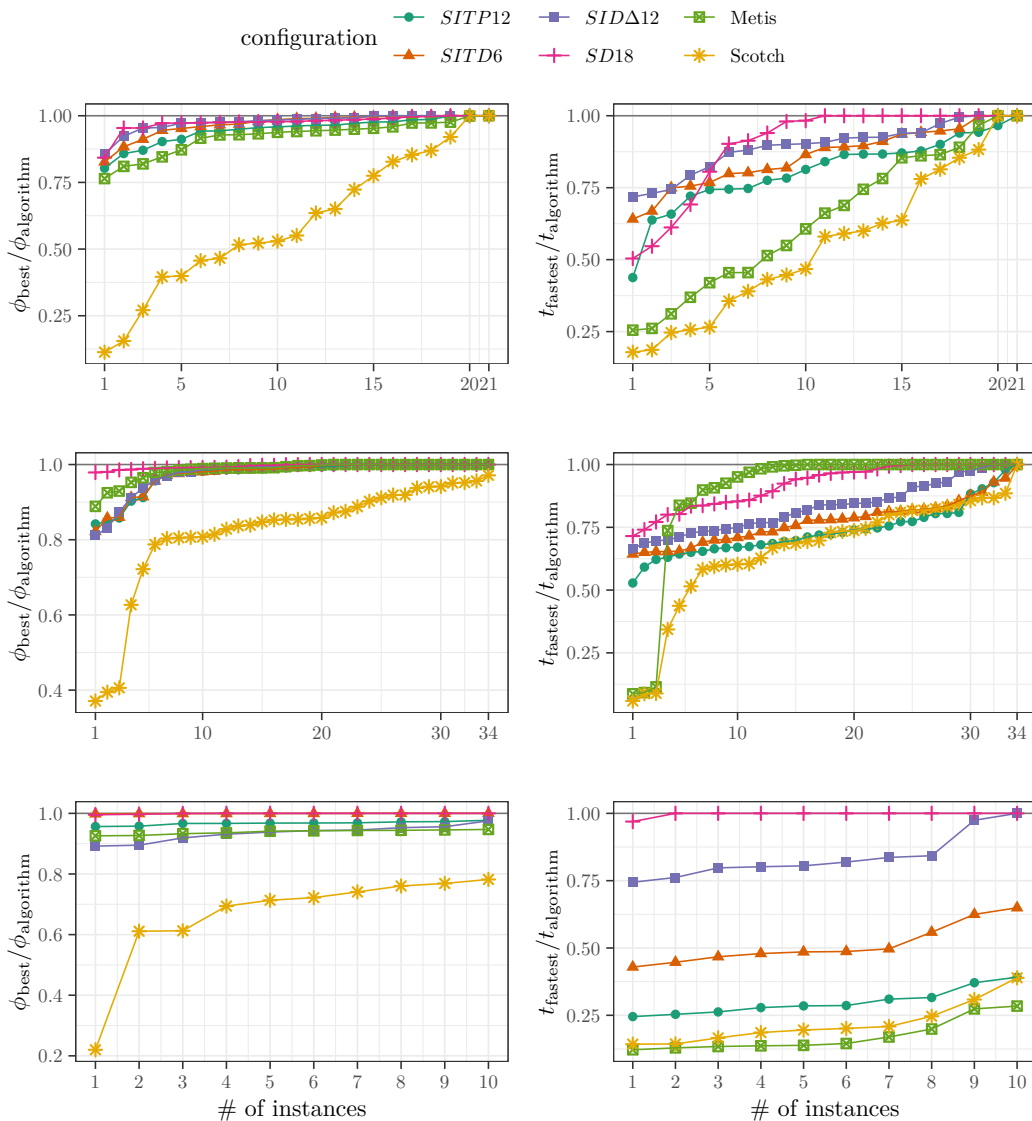 configuration
SITP12 SIDΔ12 Metis
SITD6 SD18 Scotch
ϕbest/ϕalgorithm
1.00
0.75
0.50
0.25
1 5 10 15 2021
tfastest/talgorithm
1.00
0.75
0.50
0.25
1 5 10 15 2021
ϕbest/ϕalgorithm
1.0
0.8
0.6
0.4
1 10 20 30 34
tfastest/talgorithm
1.00
0.75
0.50
0.25
1 10 20 30 34
ϕbest/ϕalgorithm
1.0
0.8
0.6
0.4
0.2
1 2 3 4 5 6 7 8 9 10
# of instances
tfastest/talgorithm
1.00
0.75
0.50
0.25
1 2 3 4 5 6 7 8 9 10
# of instances